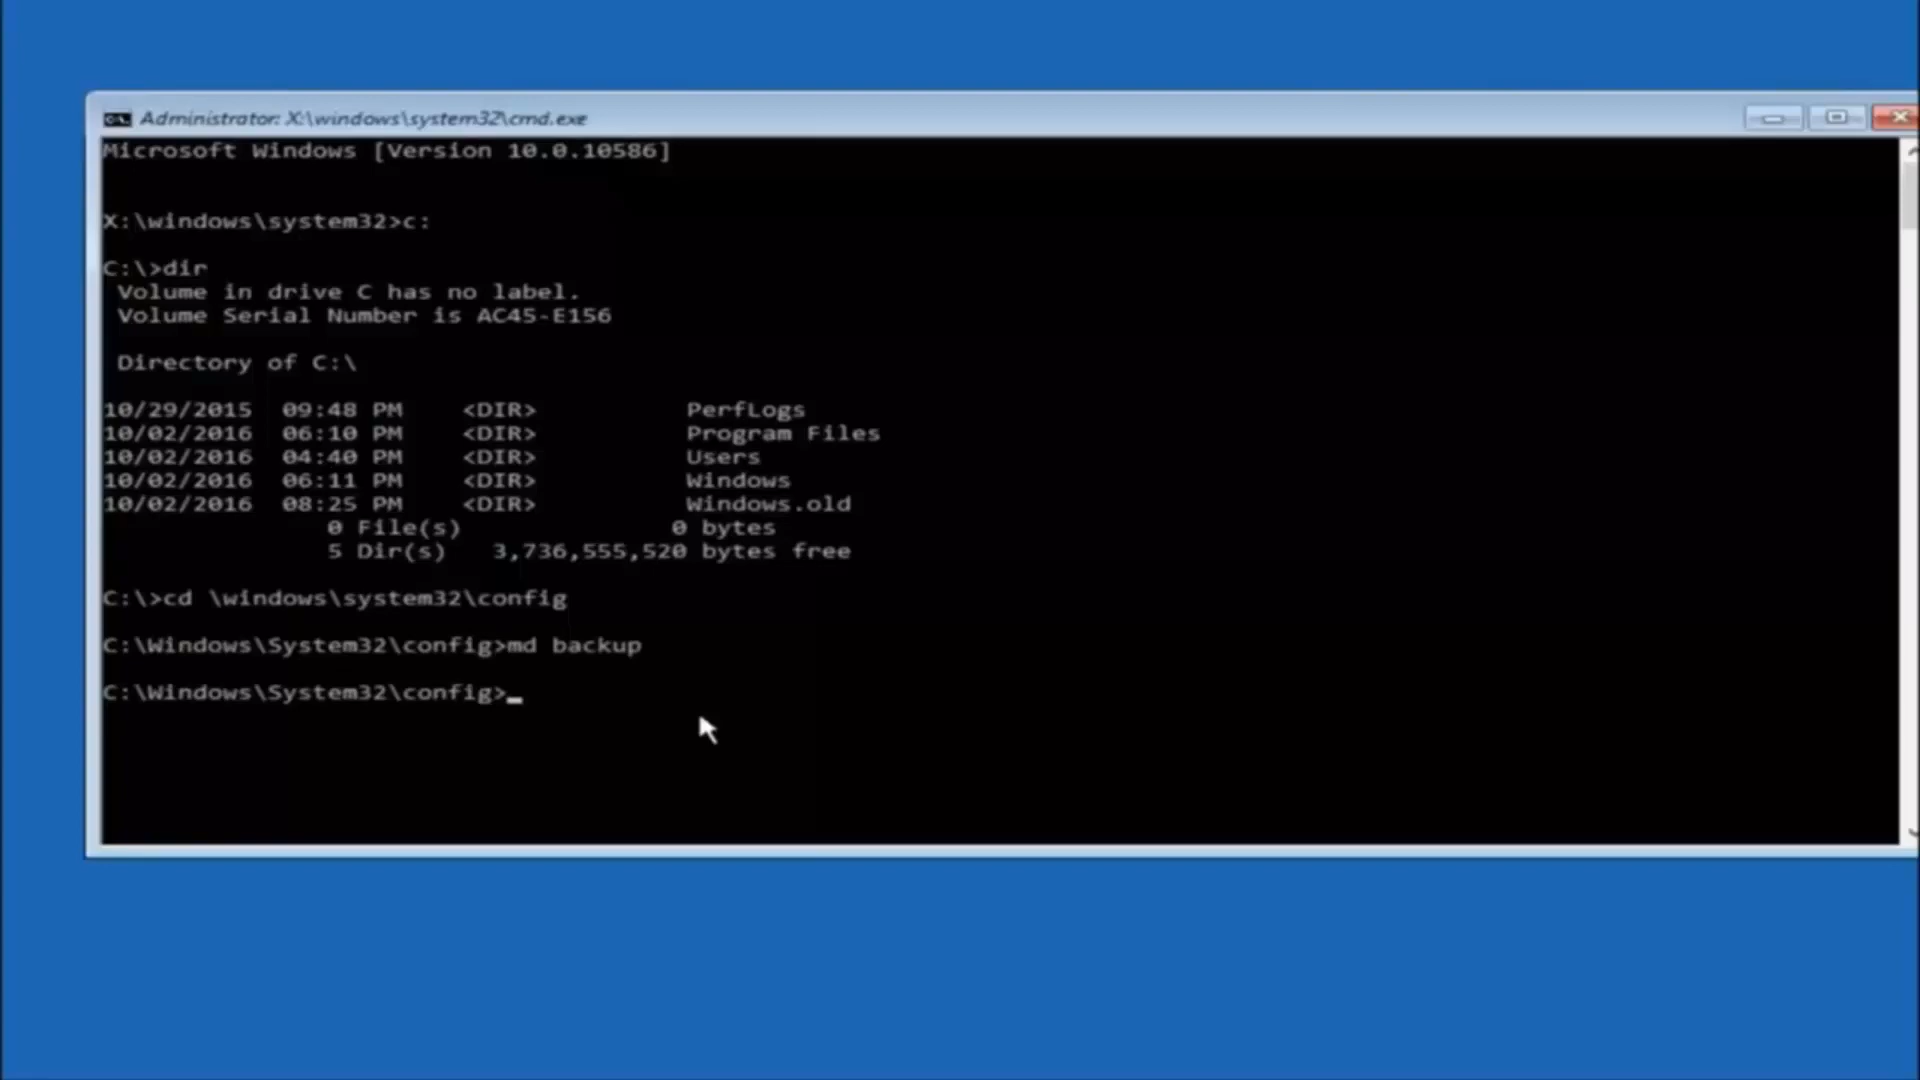 Administrator: X:\windows\system32\cmd.exe
Microsoft Windows [Version 10.0.10586]
X:\windows\system32>c:
C:\>dir
Volume in drive C has no label.
Volume Serial Number is AC45-E156
Directory of C:\
10/29/2015 09:48 PM <DIR> PerfLogs
10/02/2016 06:10 PM <DIR> Program Files
10/02/2016 04:40 PM <DIR> Users
10/02/2016 06:11 PM <DIR> Windows
10/02/2016 08:25 PM <DIR> Windows.old
0 File(s) 0 bytes
5 Dir(s) 3,736,555,520 bytes free
C:\>cd \windows\system32\config
C:\Windows\System32\config>md backup
C:\Windows\System32\config>